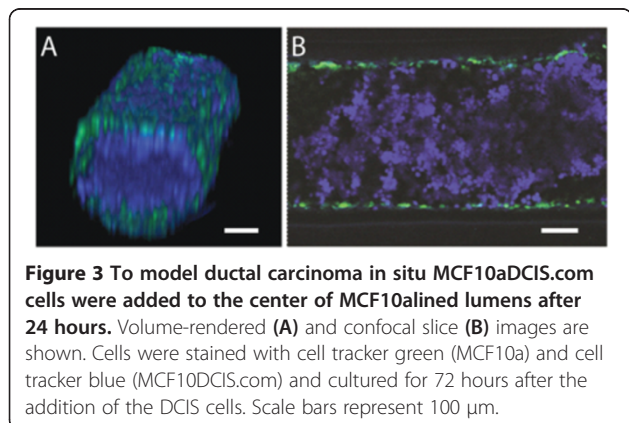 A
B
Figure 3 To model ductal carcinoma in situ MCF10aDCIS.com
cells were added to the center of MCF10alined lumens after
24 hours. Volume-rendered (A) and confocal slice (B) images are
shown. Cells were stained with cell tracker green (MCF10a) and cell
tracker blue (MCF10DCIS.com) and cultured for 72 hours after the
addition of the DCIS cells. Scale bars represent 100 μm.